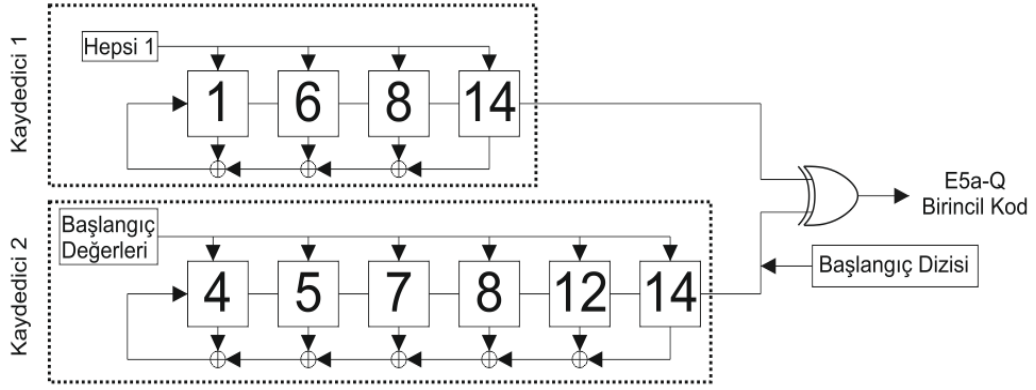 Kaydedici 1
Hepsi 1
1
6
8
14
Kaydedici 2
Başlangıç
Değerleri
4
5
7
8
12
14
E5a-Q
Birincil Kod
Başlangıç Dizisi